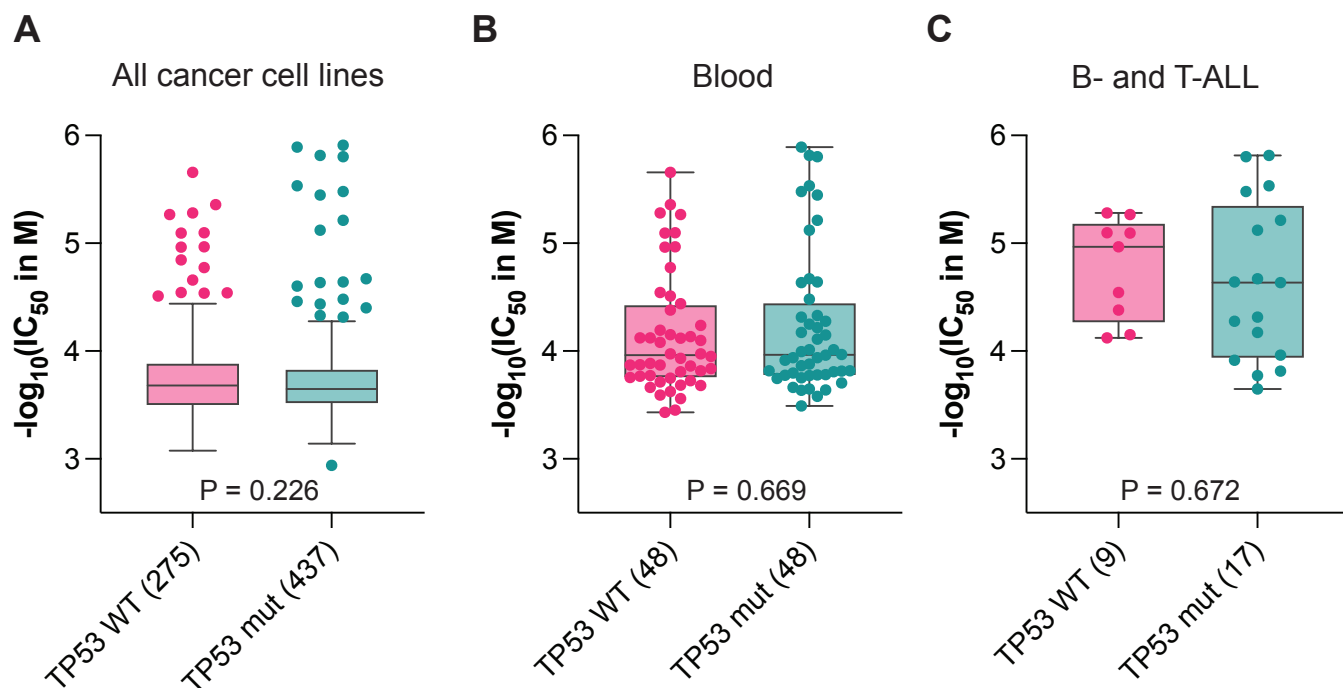 A
All cancer cell lines
-log10(IC50 in M)
6
5
4
3
P = 0.226
TP53 WT (275)
TP53 mut (437)
B
Blood
-log10(IC50 in M)
6
5
4
3
P = 0.669
TP53 WT (48)
TP53 mut (48)
C
B- and T-ALL
-log10(IC50 in M)
6
5
4
3
P = 0.672
TP53 WT (9)
TP53 mut (17)